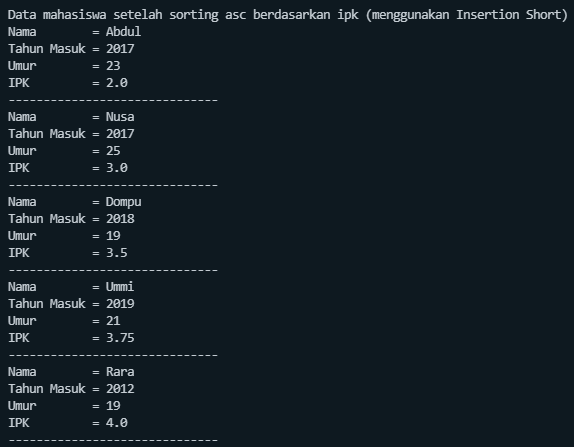 Data mahasiswa setelah sorting asc berdasarkan ipk (menggunakan Insertion Short)
Nama        = Abdul
Tahun Masuk = 2017
Umur        = 23
IPK         = 2.0
------------------------------
Nama        = Nusa
Tahun Masuk = 2017
Umur        = 25
IPK         = 3.0
------------------------------
Nama        = Dompu
Tahun Masuk = 2018
Umur        = 19
IPK         = 3.5
------------------------------
Nama        = Ummi
Tahun Masuk = 2019
Umur        = 21
IPK         = 3.75
------------------------------
Nama        = Rara
Tahun Masuk = 2012
Umur        = 19
IPK         = 4.0
------------------------------